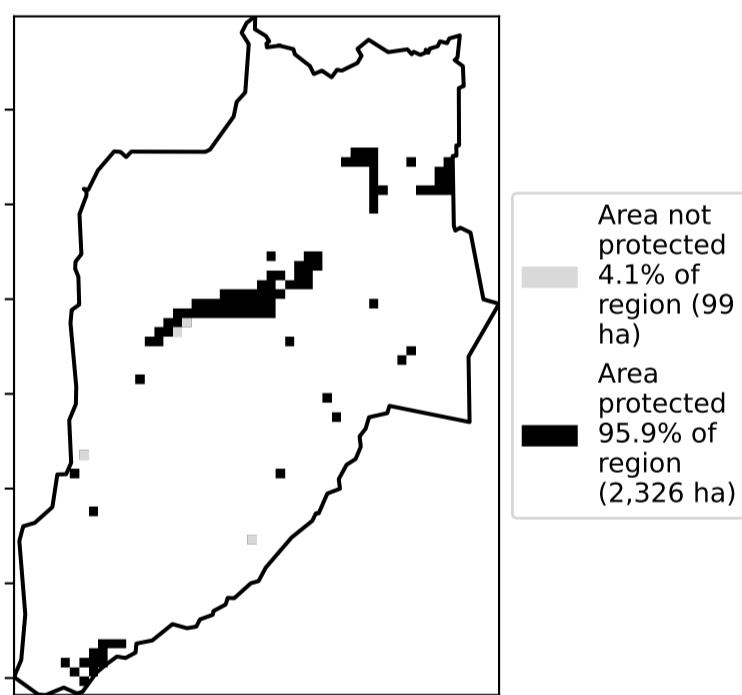 Area not
protected
4.1% of
region (99
ha)
Area
protected
95.9% of
region
(2,326 ha)